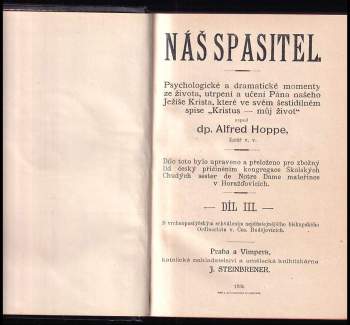 NÁŠ SPASITEL
Psychologické a dramatické momenty
ze života, utrpení a učení Pána našeho
Ježíše Krista, které ve svém šestidílném
spise „Kristus — můj život“
dp. Alfred Hoppe,
farář v. v.
Dílo toto bylo upraveno a přeloženo pro zbožný
lid český přičiněním kongregace Školských
Chudých sester de Notre Dame mateřince
v Horažďovicích.
— DÍL III. —
S vrchnopastýřským schválením nejdůstojnějšího biskupského
Ordinariátu v Čes. Budějovicích.
Praha a Vimperk,
katolické nakladatelství a umělecká knihtiskárna
J. STEINBRENER.